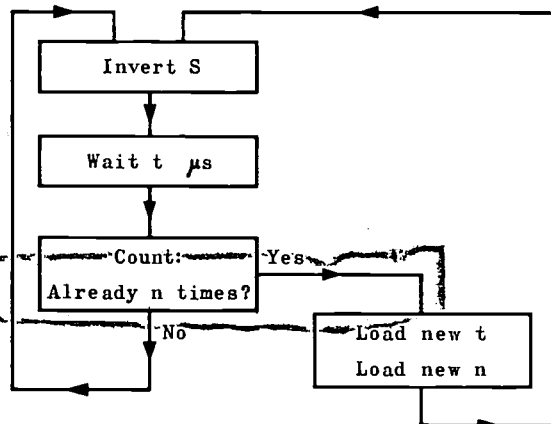 Invert S
Wait t μs
Count:
Already n times?
Yes
No
Load new t
Load new n